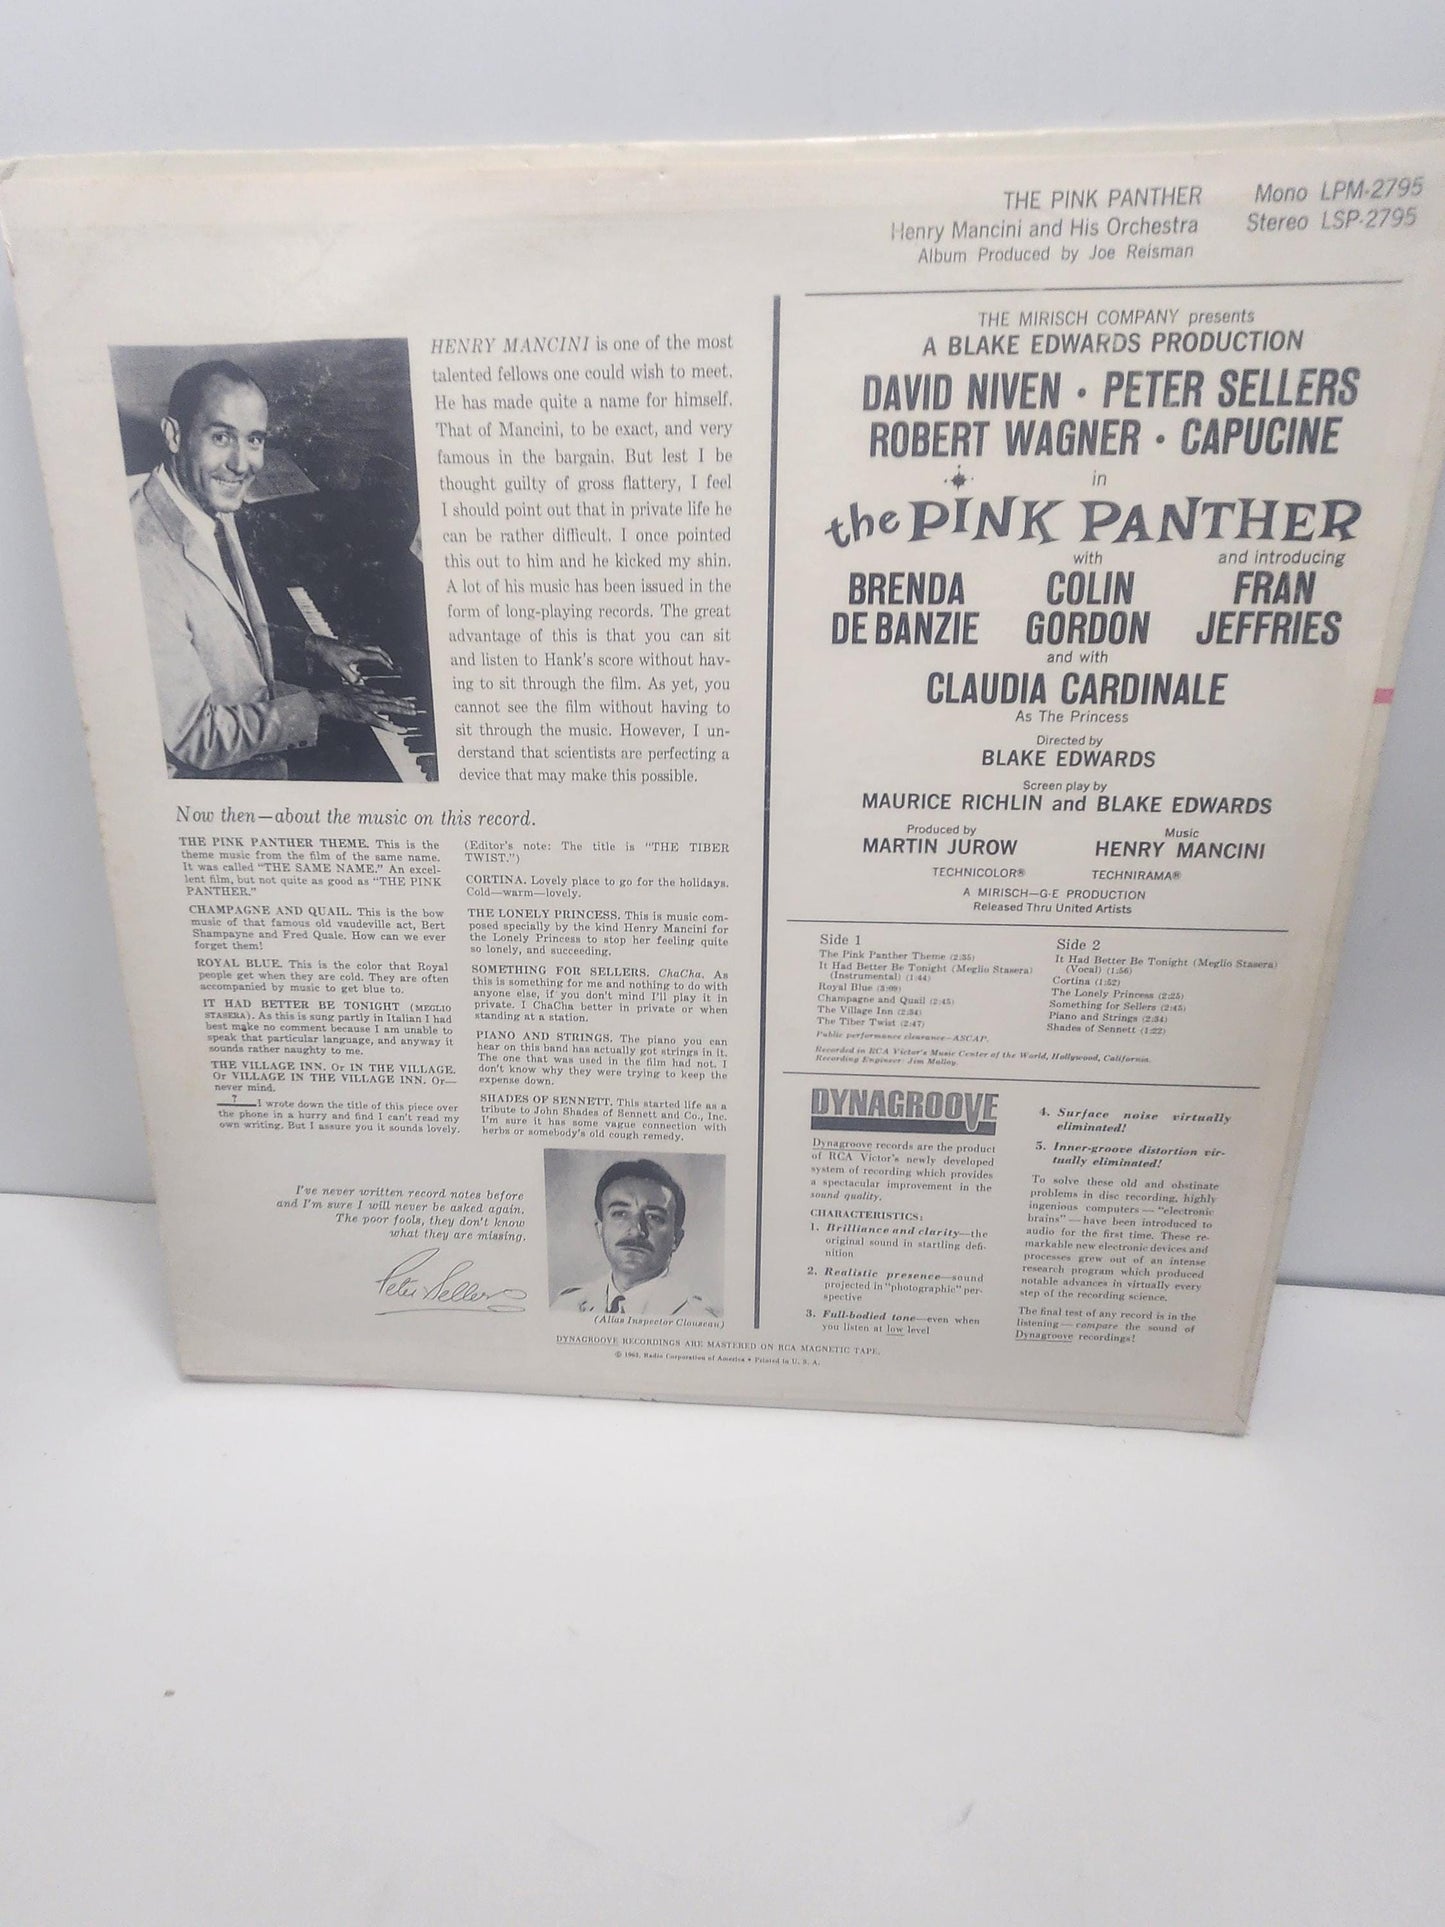 THE PINK PANTHER Mono LPM-2795
Henry Mancini and His Orchestra Stereo LSP-2795
Album Produced by Joe Reisman
HENRY MANCINI is one of the most
talented fellows one could wish to meet.
He has made quite a name for himself.
That of Mancini, to be exact, and very
famous in the bargain. But lest I be
thought guilty of gross flattery, I feel
I should point out that in private life he
can be rather difficult. I once pointed
this out to him and he kicked my shin.
A lot of his music has been issued in the
form of long-playing records. The great
advantage of this is that you can sit
and listen to Hank's score without hav-
ing to sit through the film. As yet, you
cannot see the film without having to
sit through the music. However, I un-
derstand that scientists are perfecting a
device that may make this possible.
Now then—about the music on this record.
THE PINK PANTHER THEME. This is the
theme music from the film of the same name.
It was called "THE SAME NAME." An excel-
lent film, but not quite as good as "THE PINK
PANTHER."
CHAMPAGNE AND QUAIL. This is the bow
music of that famous old vaudeville act, Bert
Shampayne and Fred Quale. How can we ever
forget them!
ROYAL BLUE. This is the color that Royal
people get when they are cold. They are often
accompanied by music to get blue to.
IT HAD BETTER BE TONIGHT (MEGLIO
STASERA). As this is sung partly in Italian I had
best make no comment because I am unable to
speak that particular language, and anyway it
sounds rather naughty to me.
THE VILLAGE INN. Or IN THE VILLAGE.
Or VILLAGE IN THE VILLAGE INN. Or—
never mind.
? I wrote down the title of this piece over
the phone in a hurry and find I can't read my
own writing. But I assure you it sounds lovely.
(Editor's note: The title is "THE TIBER
TWIST.")
CORTINA. Lovely place to go for the holidays.
Cold—warm—lovely.
THE LONELY PRINCESS. This is music com-
posed specially by the kind Henry Mancini for
the Lonely Princess to stop her feeling quite
so lonely, and succeeding.
SOMETHING FOR SELLERS. ChaCha. As
this is something for me and nothing to do with
anyone else, if you don't mind I'll play it in
private. I ChaCha better in private or when
standing at a station.
PIANO AND STRINGS. The piano you can
hear on this band has actually got strings in it.
The one that was used in the film had not. I
don't know why they were trying to keep the
expense down.
SHADES OF SENNETT. This started life as a
tribute to John Shades of Sennett and Co., Inc.
I'm sure it has some vague connection with
herbs or somebody's old cough remedy.
I've never written record notes before
and I'm sure I will never be asked again.
The poor fools, they don't know
what they are missing.
Peter Sellers
(Alias Inspector Clouseau)
THE MIRISCH COMPANY presents
A BLAKE EDWARDS PRODUCTION
DAVID NIVEN • PETER SELLERS
ROBERT WAGNER • CAPUCINE
in
the PINK PANTHER
with and introducing
BRENDA COLIN FRAN
DE BANZIE GORDON JEFFRIES
and with
CLAUDIA CARDINALE
As The Princess
Directed by
BLAKE EDWARDS
Screen play by
MAURICE RICHLIN and BLAKE EDWARDS
Produced by Music
MARTIN JUROW HENRY MANCINI
TECHNICOLOR® TECHNIRAMA®
A MIRISCH—G-E PRODUCTION
Released Thru United Artists
Side 1
The Pink Panther Theme (2:35)
It Had Better Be Tonight (Meglio Stasera)
(Instrumental) (1:44)
Royal Blue (3:09)
Champagne and Quail (2:45)
The Village Inn (2:34)
The Tiber Twist (2:47)
Public performance clearance—ASCAP.
Side 2
It Had Better Be Tonight (Meglio Stasera)
(Vocal) (1:56)
Cortina (1:52)
The Lonely Princess (2:25)
Something for Sellers (2:45)
Piano and Strings (2:34)
Shades of Sennett (1:22)
Recorded in RCA Victor's Music Center of the World, Hollywood, California.
Recording Engineer: Jim Malloy.
DYNAGROOVE
Dynagroove records are the product
of RCA Victor's newly developed
system of recording which provides
a spectacular improvement in the
sound quality.
CHARACTERISTICS:
1. Brilliance and clarity—the
original sound in startling defi-
nition
2. Realistic presence—sound
projected in "photographic" per-
spective
3. Full-bodied tone—even when
you listen at low level
4. Surface noise virtually
eliminated!
5. Inner-groove distortion vir-
tually eliminated!
To solve these old and obstinate
problems in disc recording, highly
ingenious computers — "electronic
brains" — have been introduced to
audio for the first time. These re-
markable new electronic devices and
processes grew out of an intense
research program which produced
notable advances in virtually every
step of the recording science.
The final test of any record is in the
listening — compare the sound of
Dynagroove recordings!
DYNAGROOVE RECORDINGS ARE MASTERED ON RCA MAGNETIC TAPE.
© 1963, Radio Corporation of America • Printed in U. S. A.